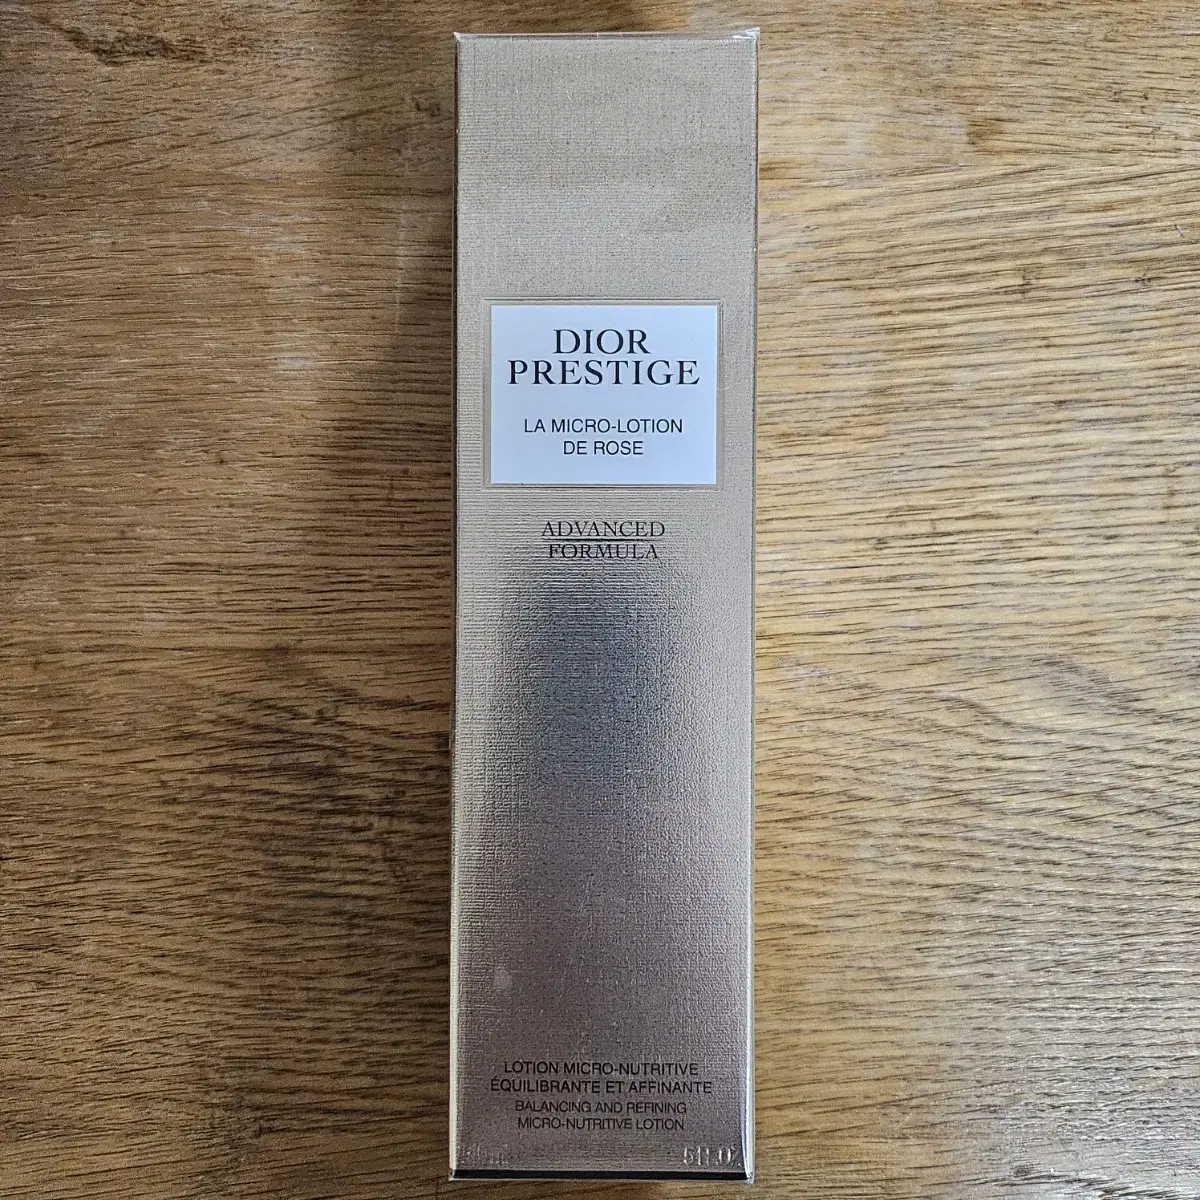 DIOR
PRESTIGE
LA MICRO-LOTION
DE ROSE
ADVANCED
FORMULA
LOTION MICRO-NUTRITIVE
ÉQUILIBRANTE ET AFFINANTE
BALANCING AND REFINING
MICRO-NUTRITIVE LOTION